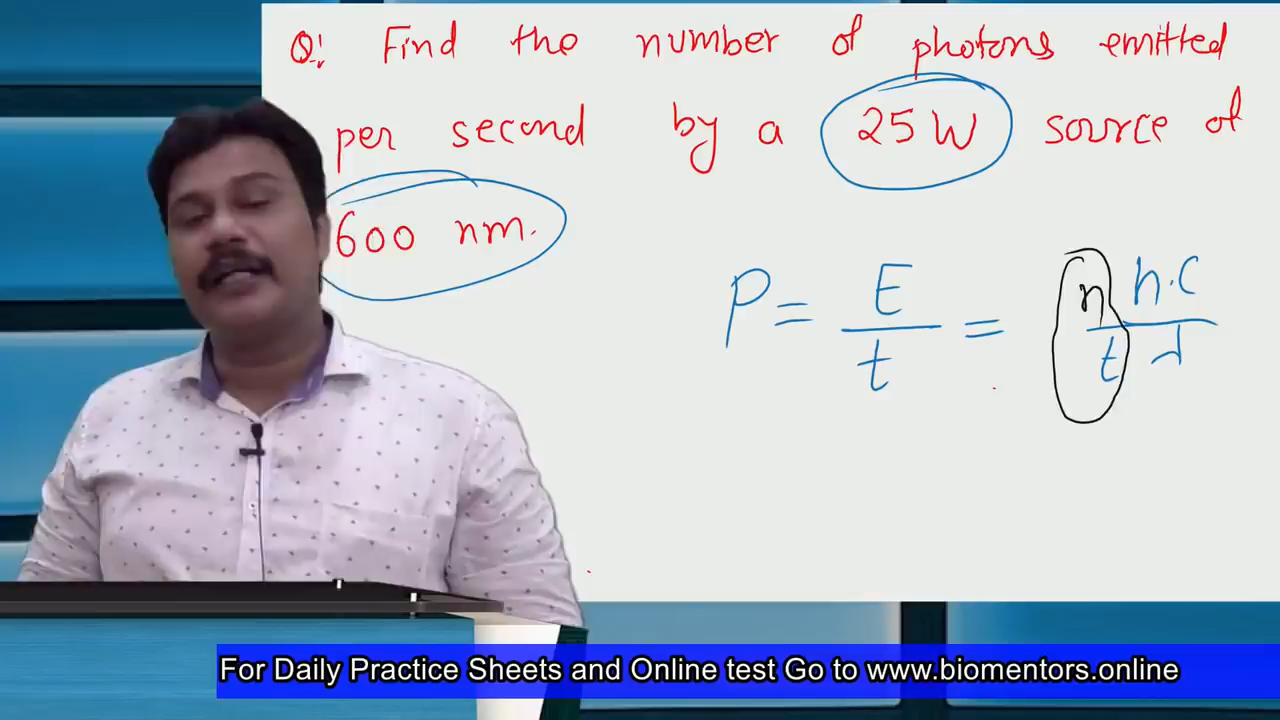 Q: Find the number of photons emitted
per second by a 25 W source of
600 nm.
P = E/t = n/t h.c/λ
For Daily Practice Sheets and Online test Go to www.biomentors.online